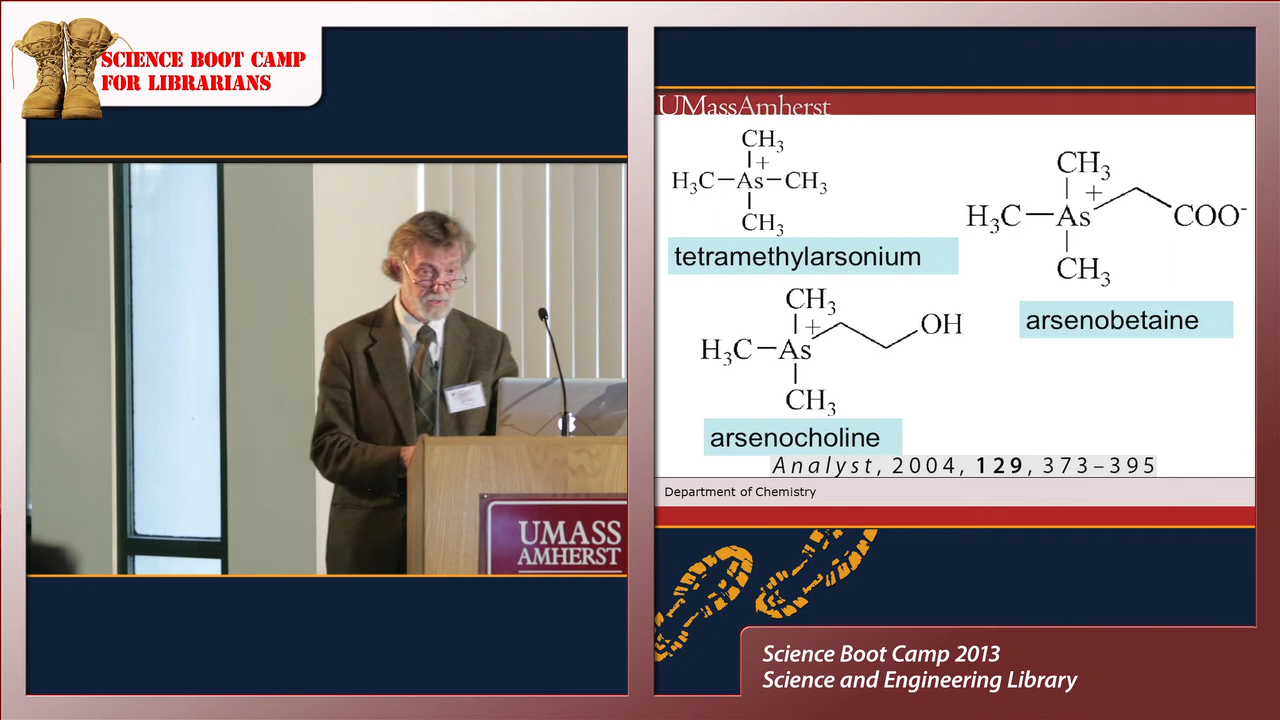 SCIENCE BOOT CAMP
FOR LIBRARIANS
UMASS
AMHERST
UMassAmherst
CH₃
+
H₃C—As—CH₃
CH₃
tetramethylarsonium
CH₃
+
H₃C—As COO⁻
CH₃
arsenobetaine
CH₃
+ OH
H₃C—As
CH₃
arsenocholine
Analyst, 2004, 129, 373–395
Department of Chemistry
Science Boot Camp 2013
Science and Engineering Library